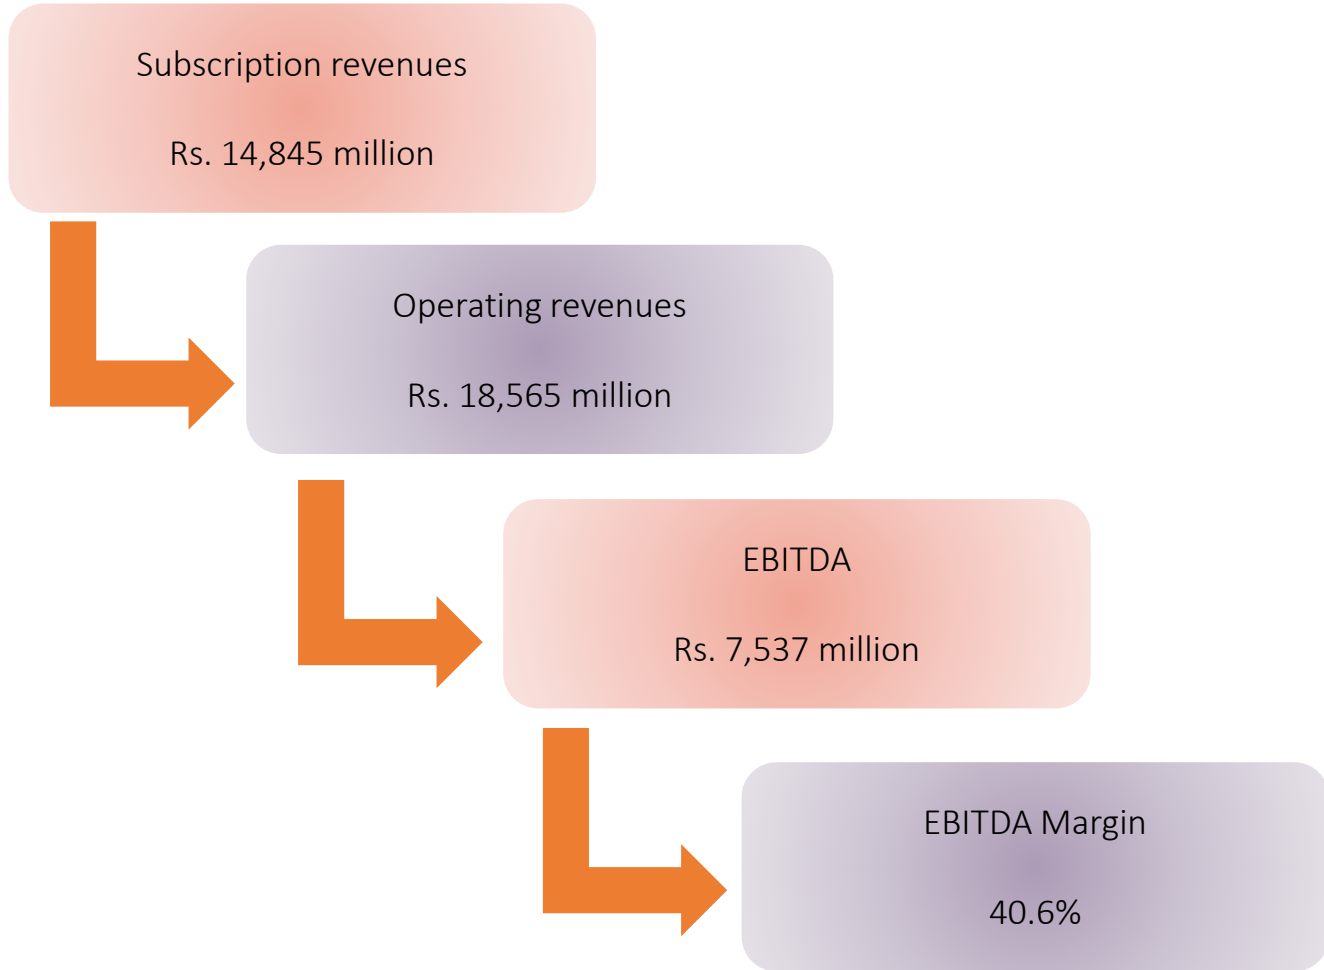 Subscription revenues
Rs. 14,845 million
Operating revenues
Rs. 18,565 million
EBITDA
Rs. 7,537 million
EBITDA Margin
40.6%